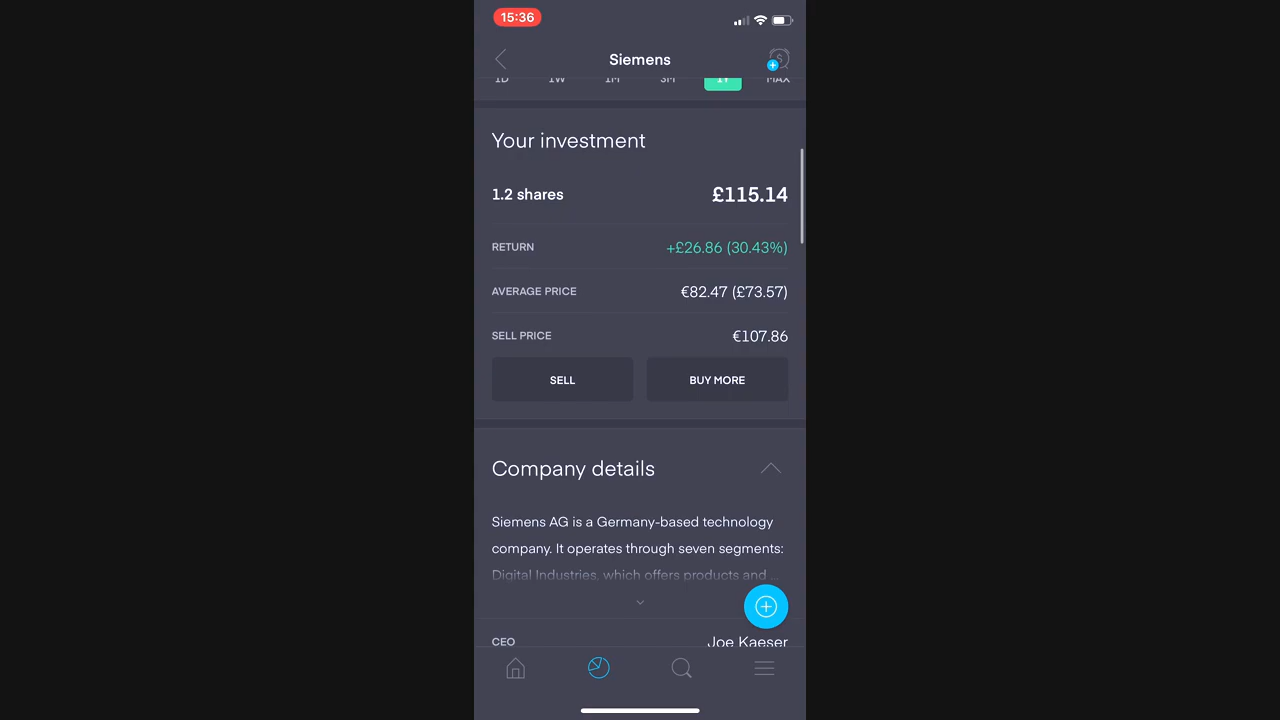 15:36
Siemens
1D 1W 1M 3M 1Y MAX
Your investment
1.2 shares £115.14
RETURN +£26.86 (30.43%)
AVERAGE PRICE €82.47 (£73.57)
SELL PRICE €107.86
SELL BUY MORE
Company details
Siemens AG is a Germany-based technology
company. It operates through seven segments:
Digital Industries, which offers products and ...
CEO Joe Kaeser